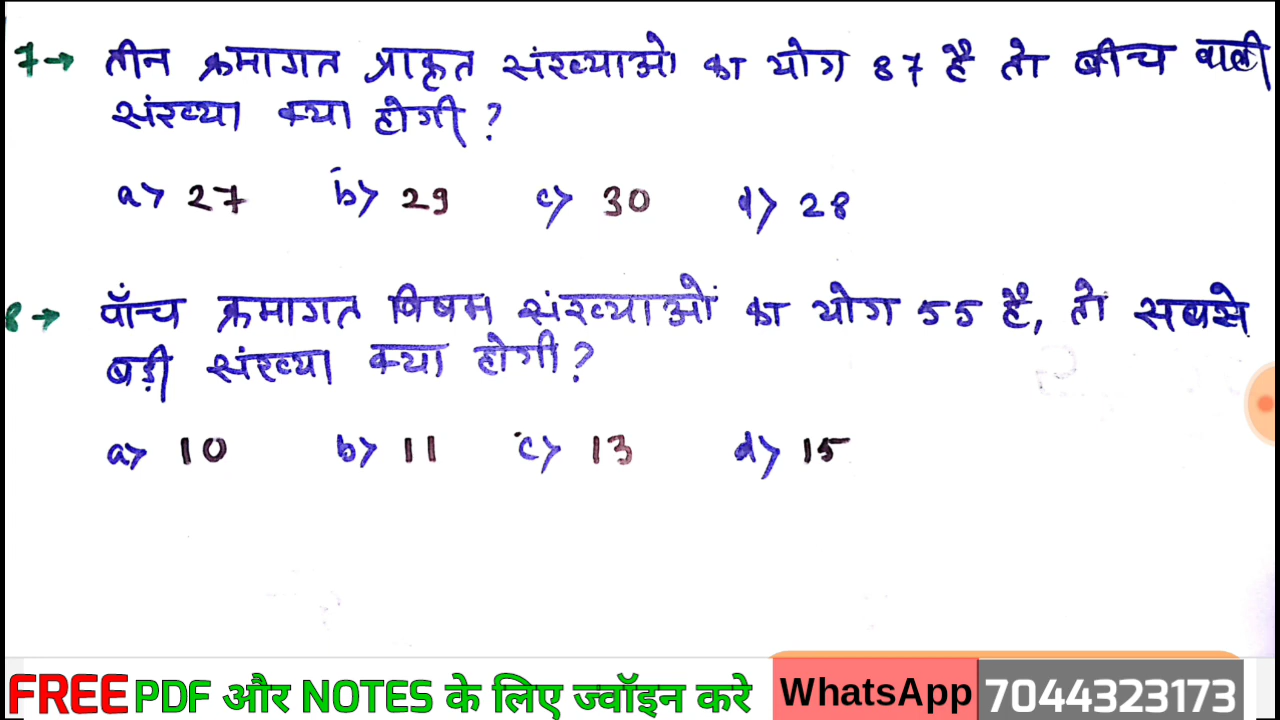 7→ तीन क्रमागत प्राकृत संख्याओ का योग 87 है तो बीच वाली
संख्या क्या होगी ?
a> 27 b> 29 c> 30 d> 28
8→ पाँच क्रमागत विषम संख्याओं का योग 55 है, तो सबसे
बड़ी संख्या क्या होगी ?
a> 10 b> 11 c> 13 d> 15
FREE PDF और NOTES के लिए ज्वॉइन करे WhatsApp 7044323173